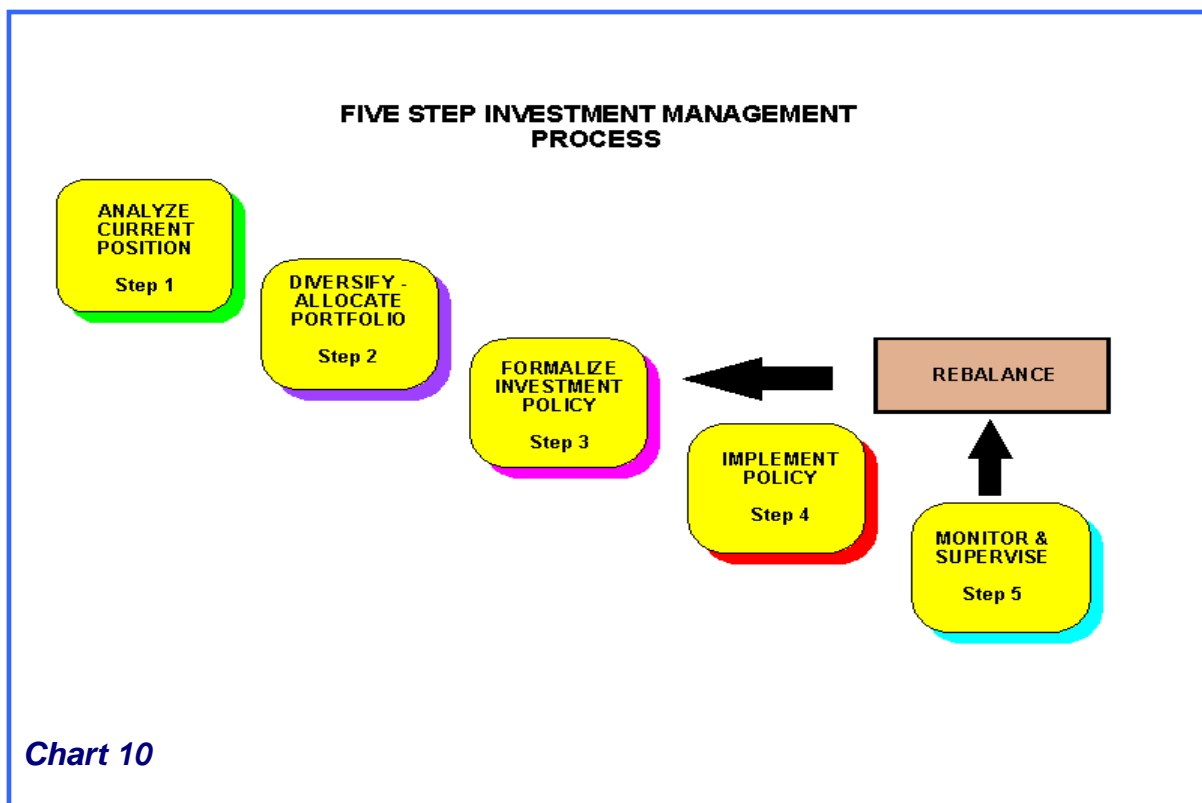 FIVE STEP INVESTMENT MANAGEMENT
PROCESS
ANALYZE
CURRENT
POSITION
Step 1
DIVERSIFY -
ALLOCATE
PORTFOLIO
Step 2
FORMALIZE
INVESTMENT
POLICY
Step 3
REBALANCE
IMPLEMENT
POLICY
Step 4
MONITOR &
SUPERVISE
Step 5
Chart 10